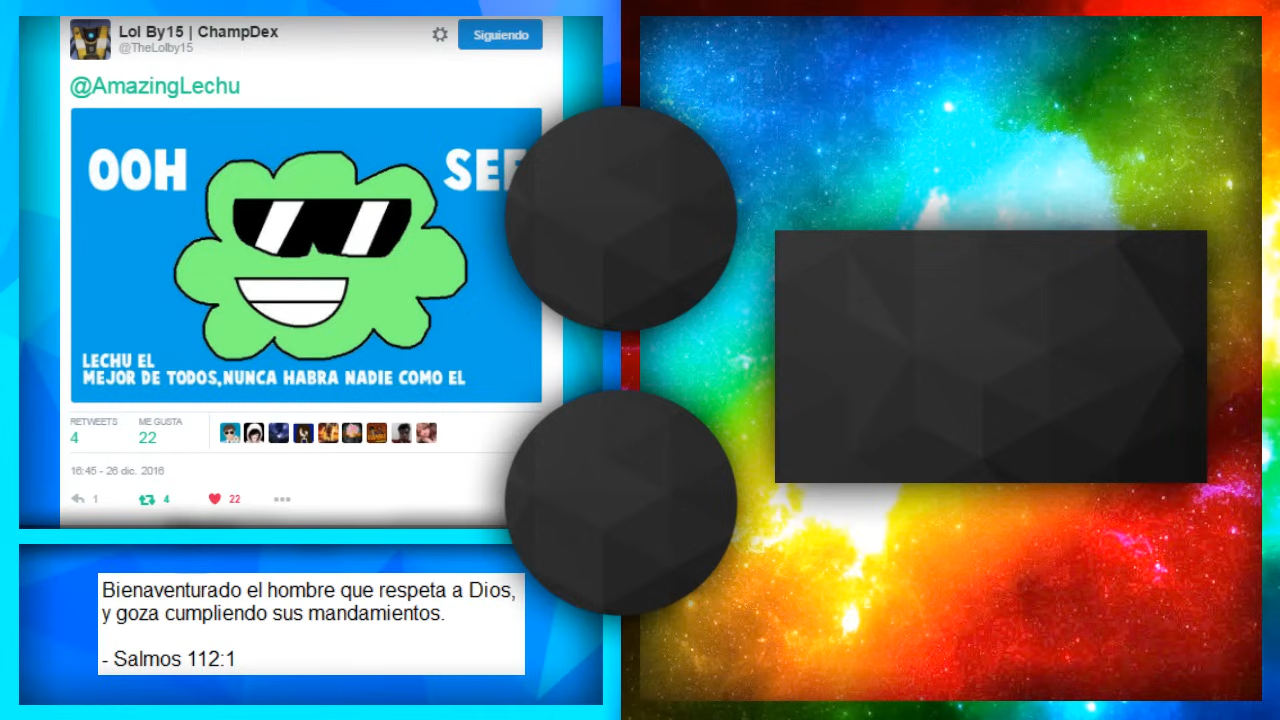 Lol By15 | ChampDex
@TheLolby15
Siguiendo
@AmazingLechu
OOH
LECHU EL
MEJOR DE TODOS,NUNCA HABRA NADIE COMO EL
RETWEETS ME GUSTA
4 22
16:45 - 26 dic. 2016
1 4 22
Bienaventurado el hombre que respeta a Dios,
y goza cumpliendo sus mandamientos.
- Salmos 112:1